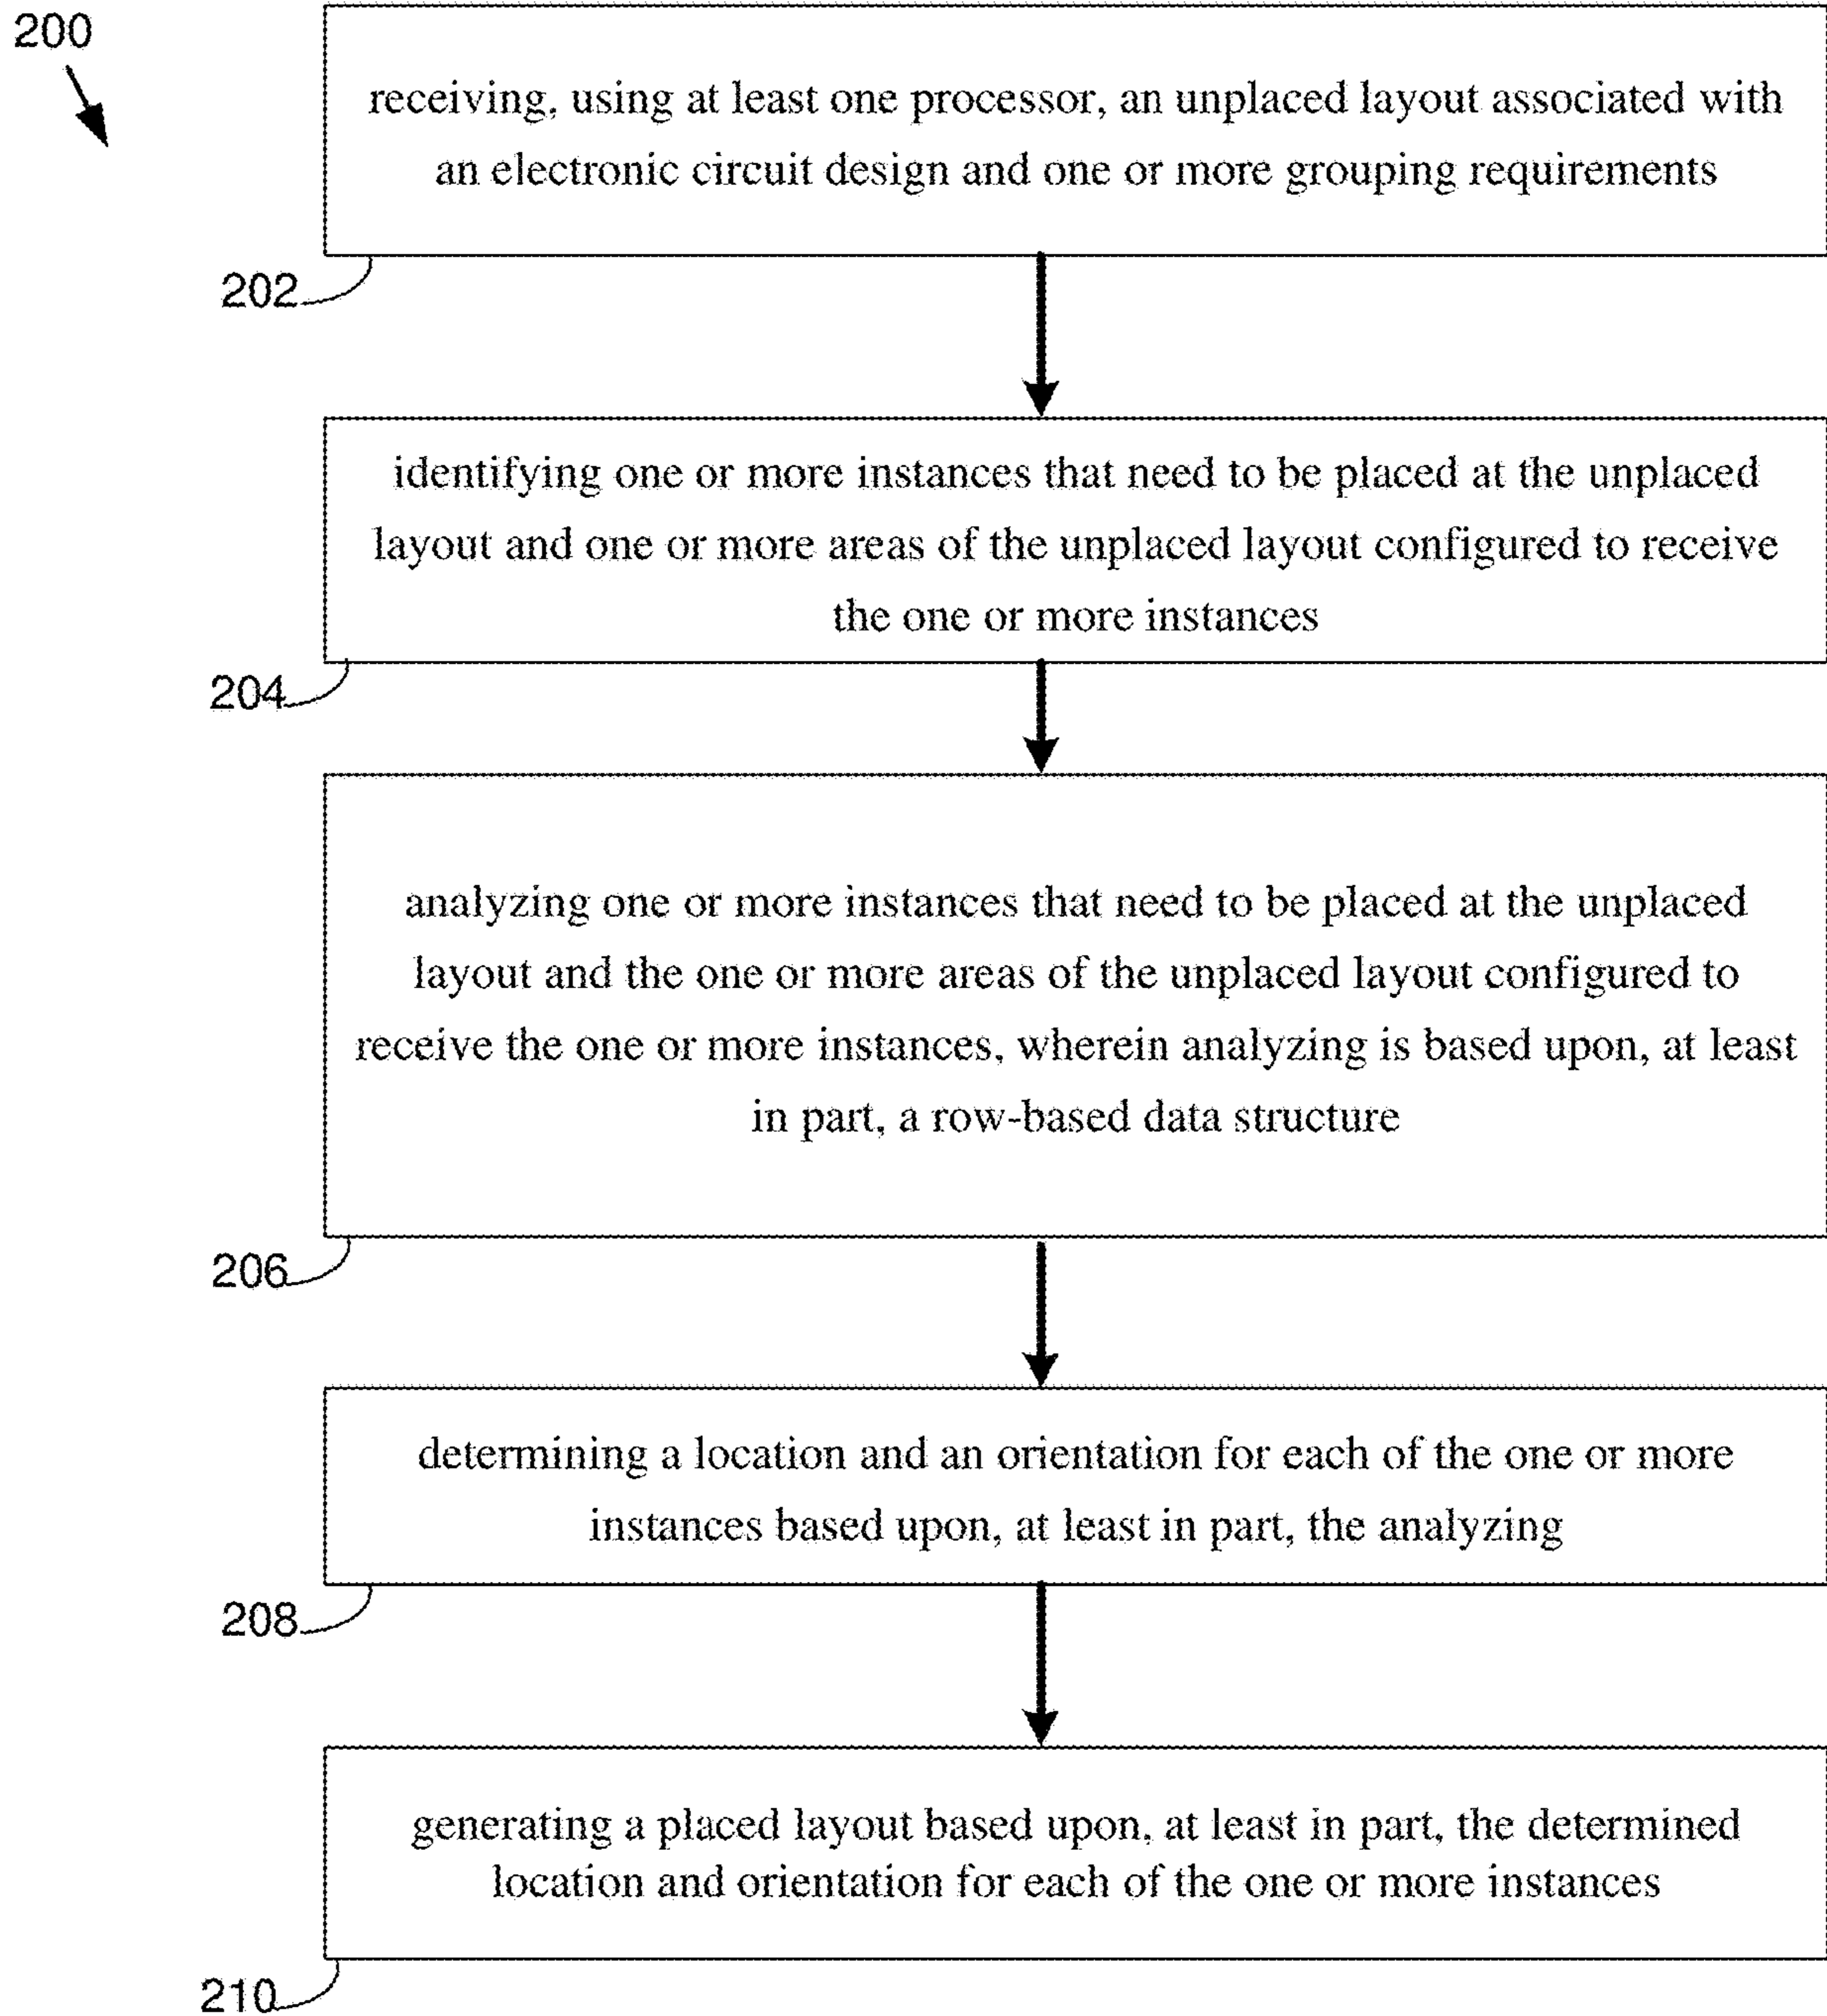 200
receiving, using at least one processor, an unplaced layout associated with
an electronic circuit design and one or more grouping requirements
202
identifying one or more instances that need to be placed at the unplaced
layout and one or more areas of the unplaced layout configured to receive
the one or more instances
204
analyzing one or more instances that need to be placed at the unplaced
layout and the one or more areas of the unplaced layout configured to
receive the one or more instances, wherein analyzing is based upon, at least
in part, a row-based data structure
206
determining a location and an orientation for each of the one or more
instances based upon, at least in part, the analyzing
208
generating a placed layout based upon, at least in part, the determined
location and orientation for each of the one or more instances
210